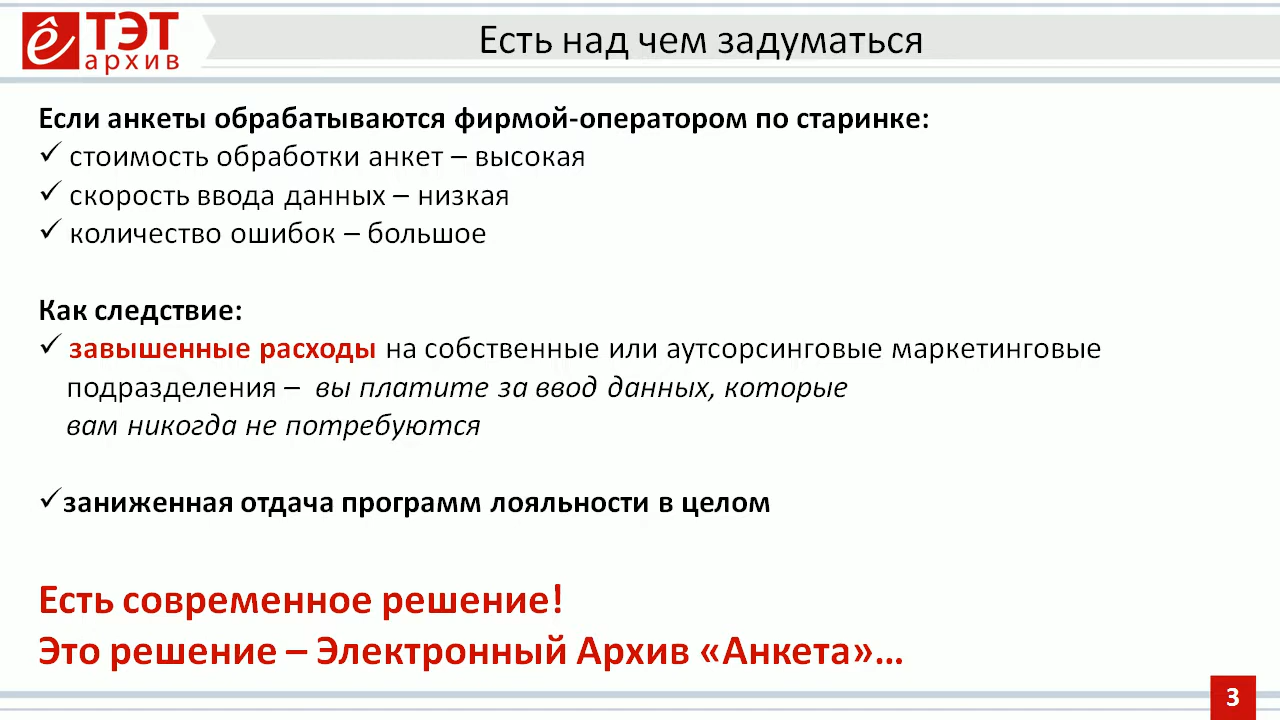 ê ТЭТ
архив
Есть над чем задуматься
Если анкеты обрабатываются фирмой-оператором по старинке:
✓ стоимость обработки анкет – высокая
✓ скорость ввода данных – низкая
✓ количество ошибок – большое
Как следствие:
✓ завышенные расходы на собственные или аутсорсинговые маркетинговые
подразделения – вы платите за ввод данных, которые
вам никогда не потребуются
✓заниженная отдача программ лояльности в целом
Есть современное решение!
Это решение – Электронный Архив «Анкета»...
3